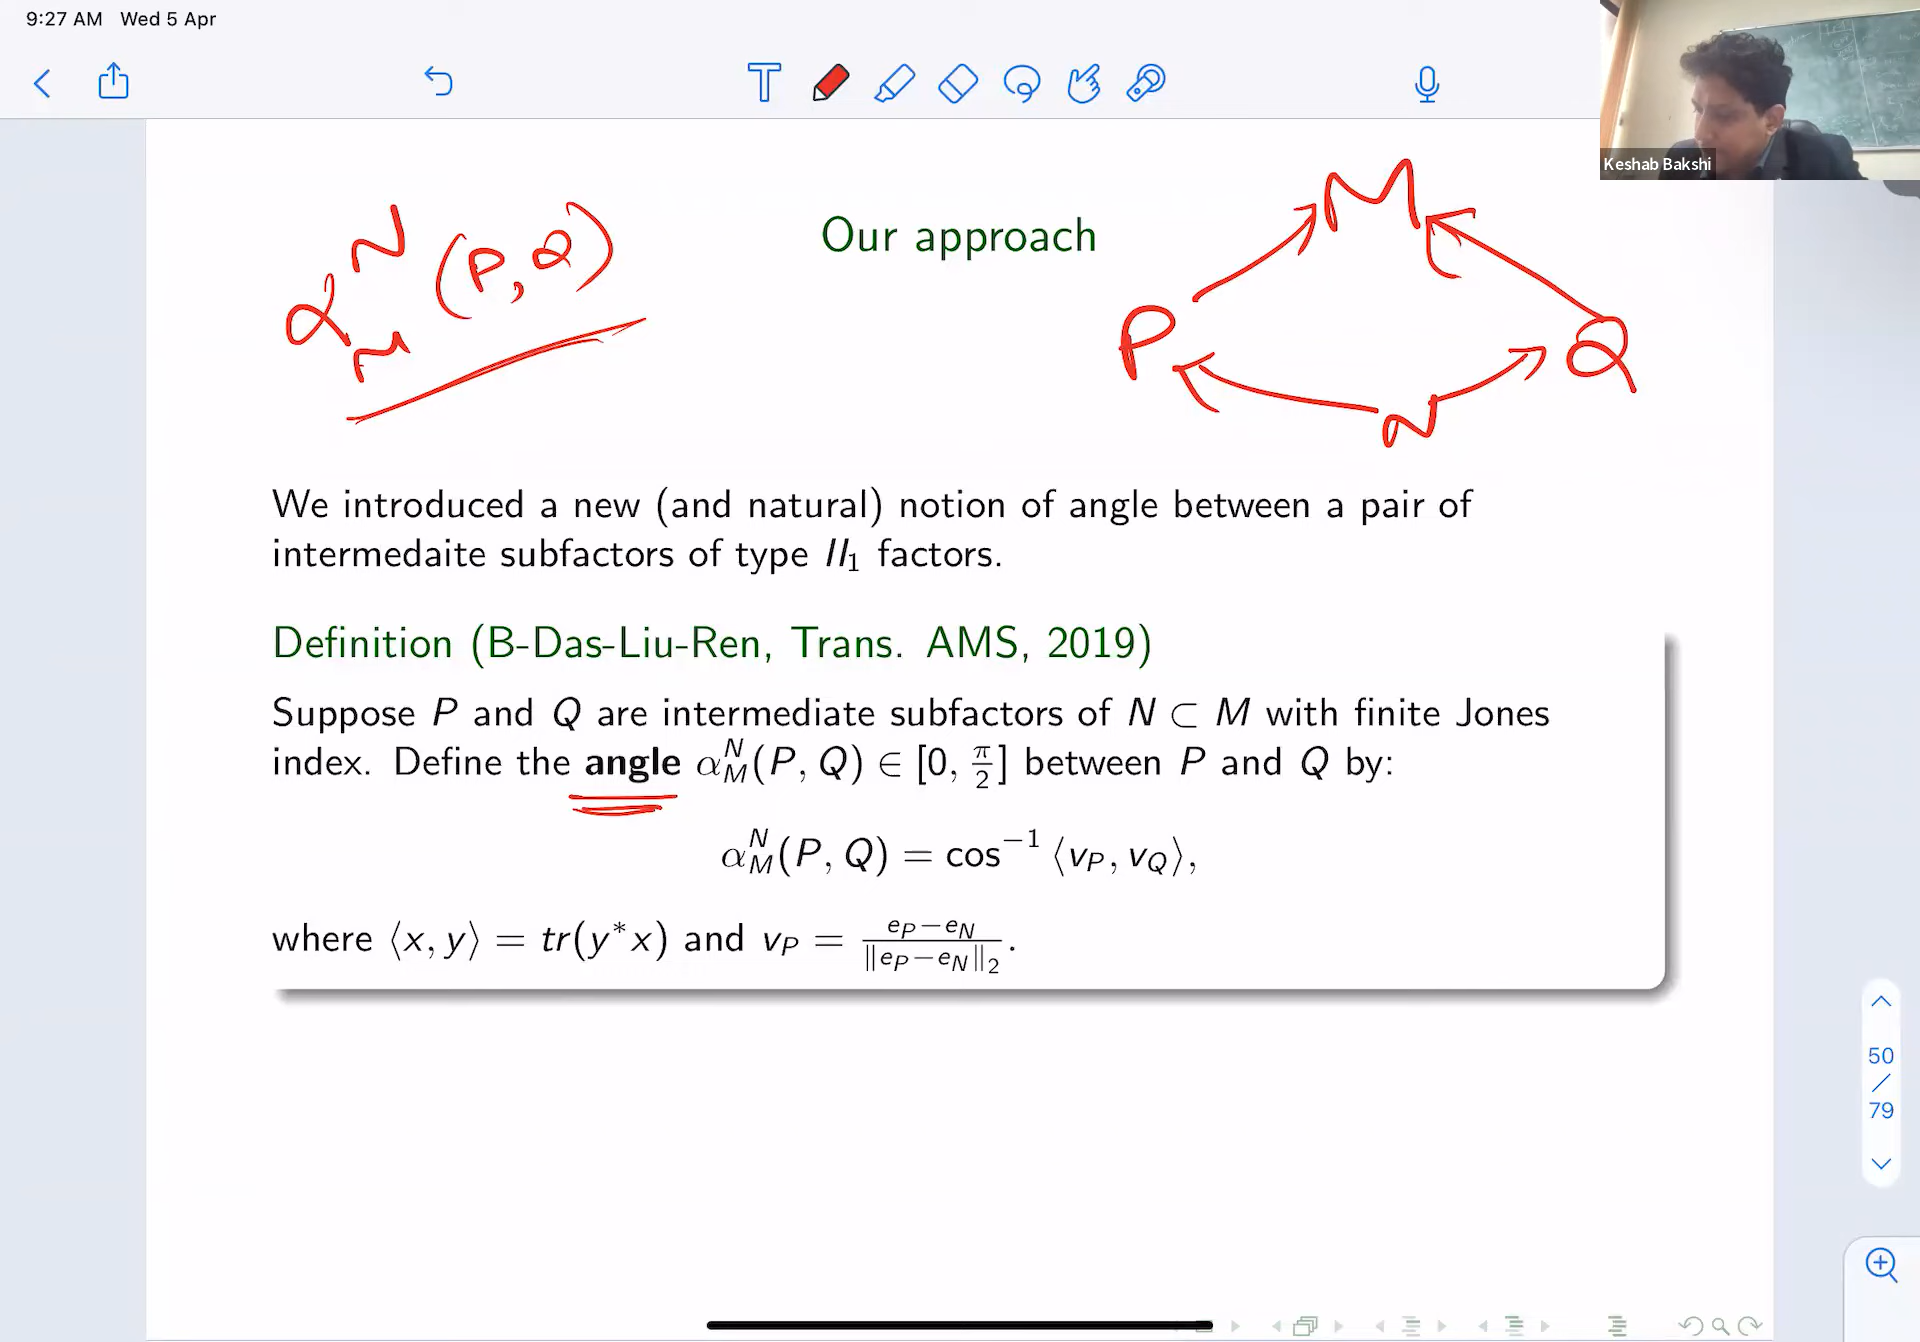 9:27 AM Wed 5 Apr
Keshab Bakshi
α_M^N (P, Q)
Our approach
M
P
Q
N
We introduced a new (and natural) notion of angle between a pair of
intermedaite subfactors of type II₁ factors.
Definition (B-Das-Liu-Ren, Trans. AMS, 2019)
Suppose P and Q are intermediate subfactors of N ⊂ M with finite Jones
index. Define the angle α_M^N(P, Q) ∈ [0, π/2] between P and Q by:
α_M^N(P, Q) = cos⁻¹ ⟨v_P, v_Q⟩,
where ⟨x, y⟩ = tr(y*x) and v_P = (e_P − e_N)/‖e_P − e_N‖₂.
50
/
79